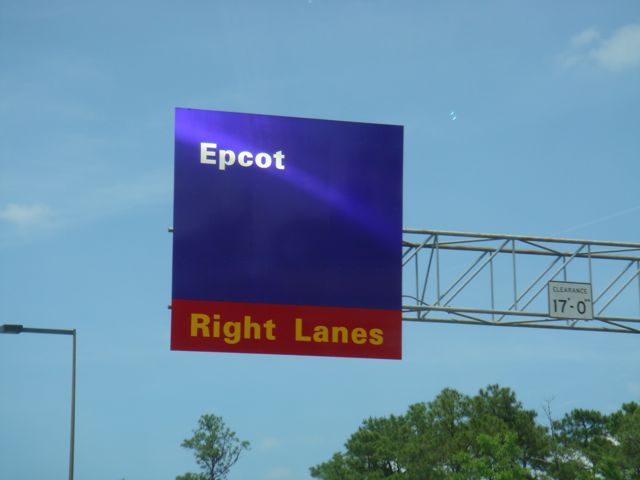 Epcot
Right Lanes
CLEARANCE
17'-0"